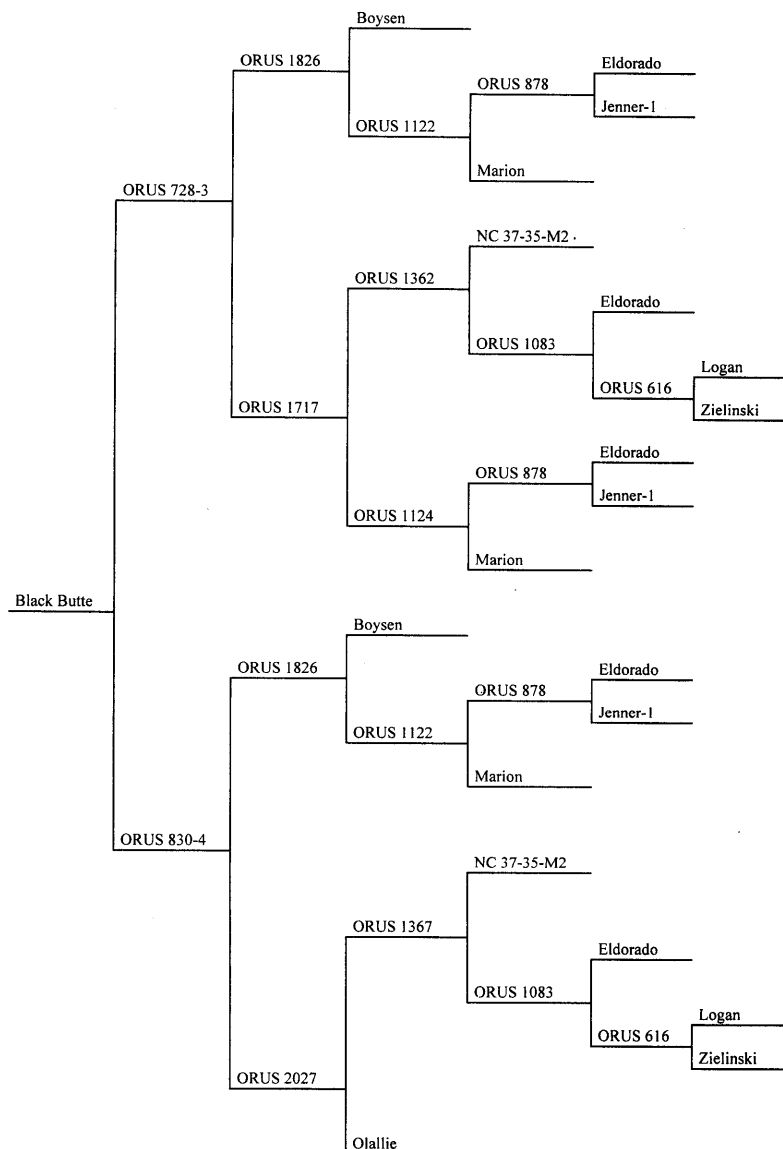 Boysen
ORUS 1826
Eldorado
ORUS 878
Jenner-1
ORUS 1122
Marion
ORUS 728-3
NC 37-35-M2
ORUS 1362
Eldorado
ORUS 1083
Logan
ORUS 616
Zielinski
ORUS 1717
Eldorado
ORUS 878
Jenner-1
ORUS 1124
Marion
Black Butte
Boysen
ORUS 1826
Eldorado
ORUS 878
Jenner-1
ORUS 1122
Marion
ORUS 830-4
NC 37-35-M2
ORUS 1367
Eldorado
ORUS 1083
Logan
ORUS 616
Zielinski
ORUS 2027
Olallie